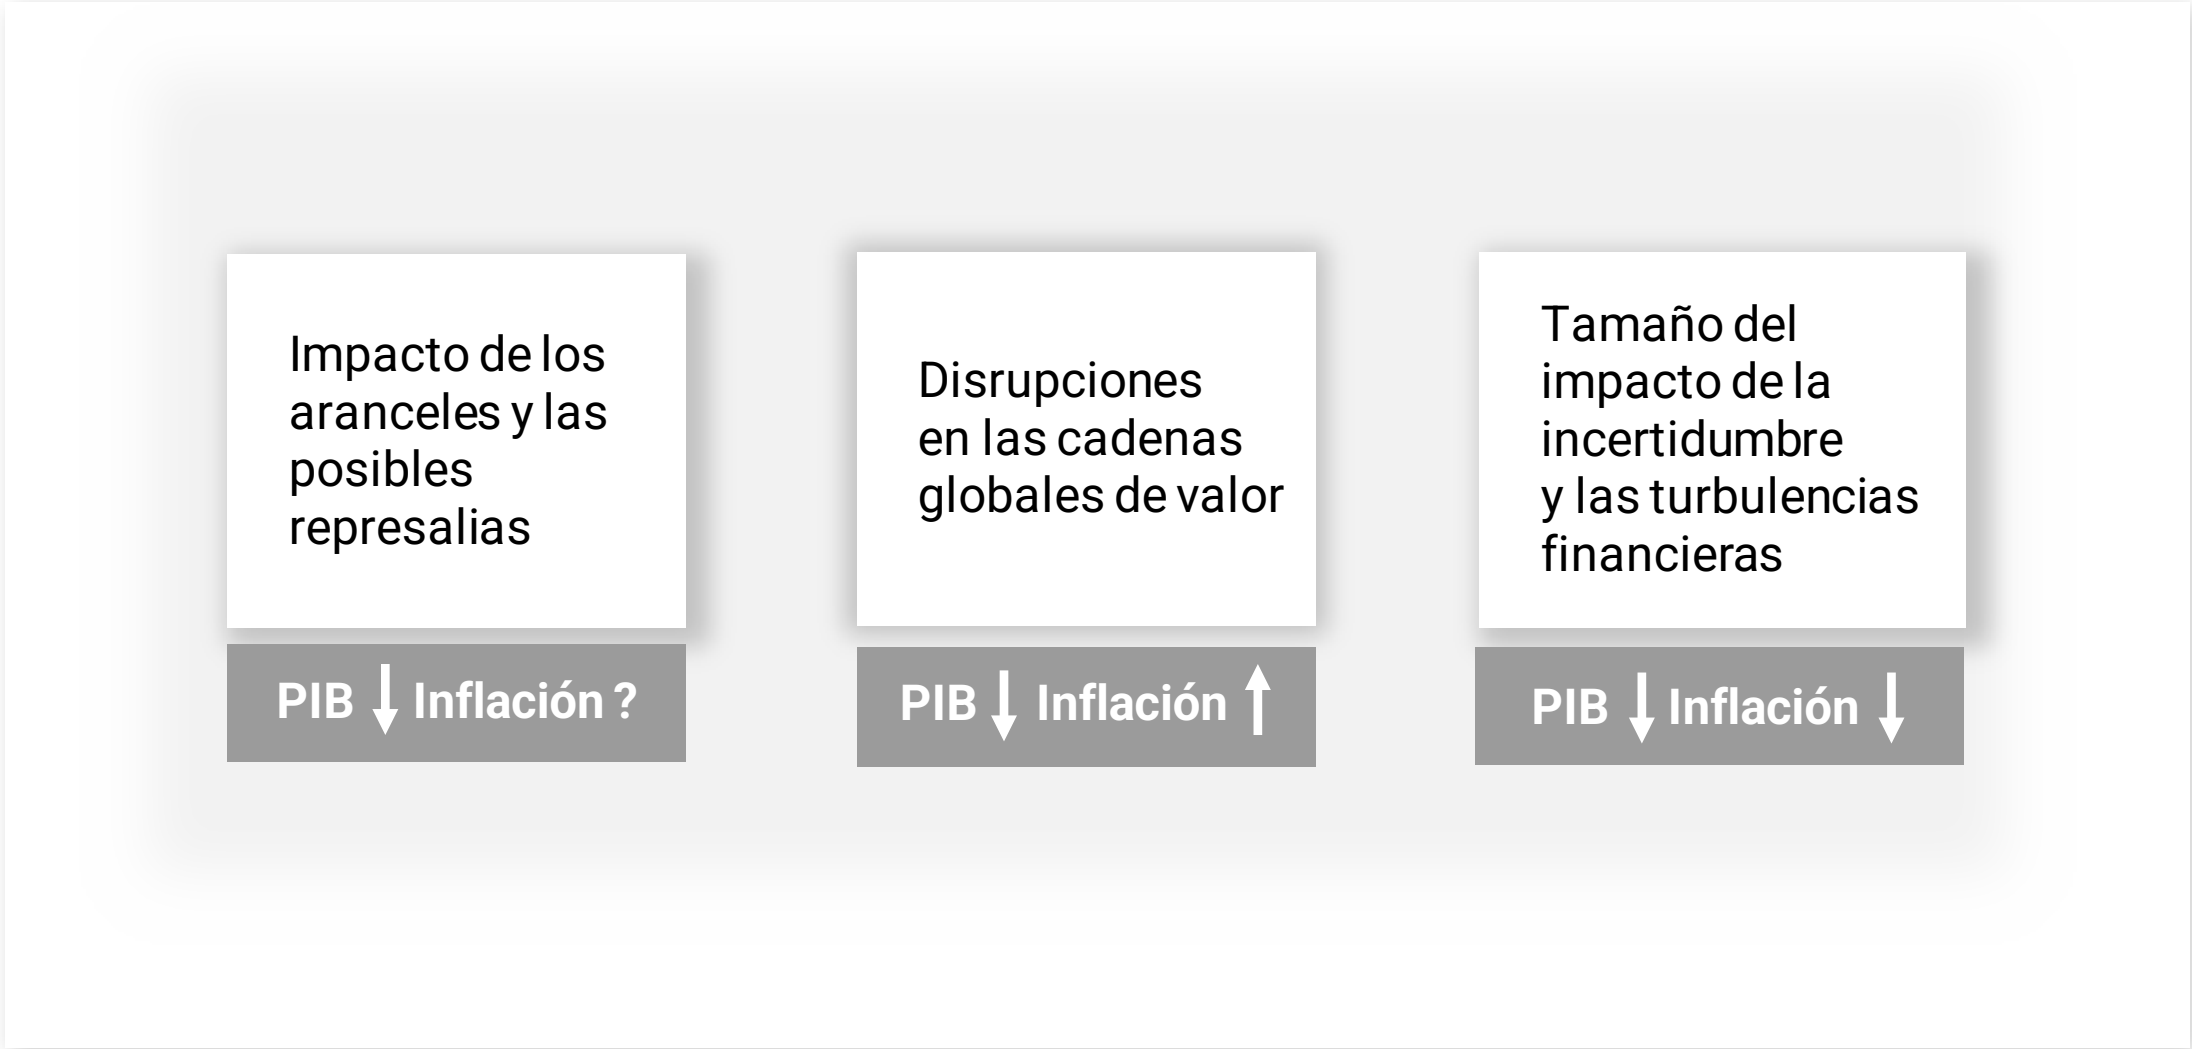 Impacto de los
aranceles y las
posibles
represalias
PIB ↓ Inflación ?
Disrupciones
en las cadenas
globales de valor
PIB ↓ Inflación ↑
Tamaño del
impacto de la
incertidumbre
y las turbulencias
financieras
PIB ↓ Inflación ↓